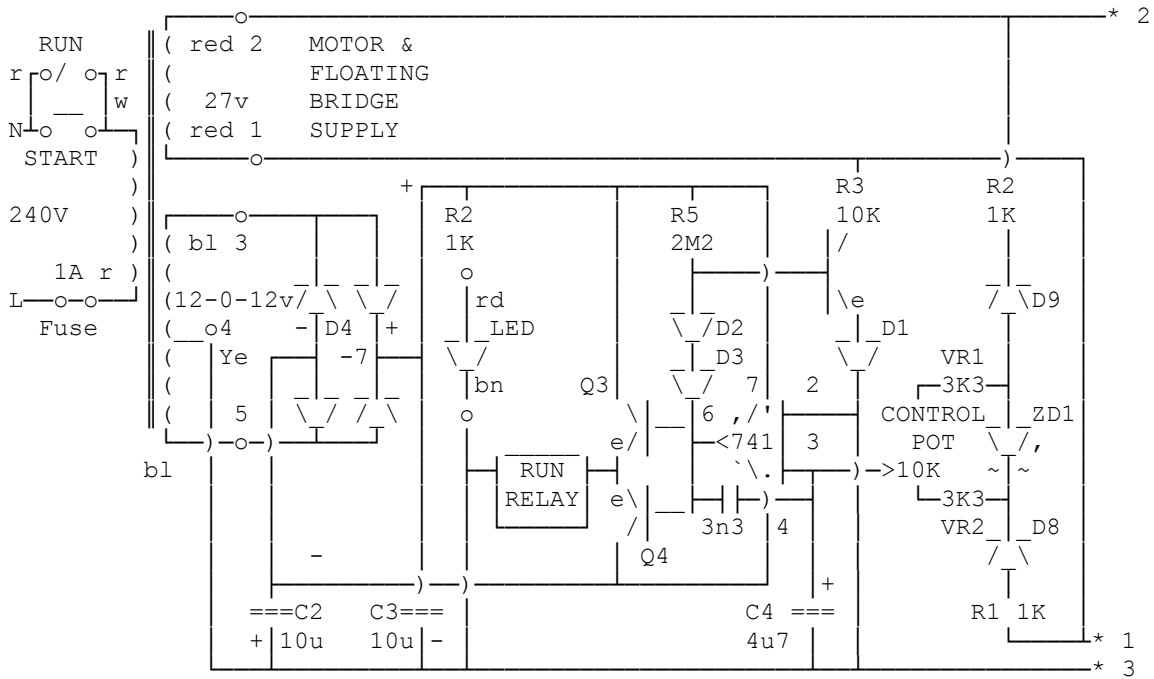 o * 2
RUN ( red 2 MOTOR &
r o/ o r ( FLOATING
w ( 27v BRIDGE
N o o ( red 1 SUPPLY
START ) o )
) + R3 R2
240V ) o R2 R5 10K 1K
) ( bl 3 1K 2M2 /
1A r ) ( o )
L o o (12-0-12v/ \ \ / rd \ /D2 \e / \D9
Fuse ( o4 - D4 + LED D3 D1
( Ye -7 \ / \ / \ / VR1
( bn Q3 7 2 3K3
( 5 \ / / \ o \ 6 ,/' CONTROL ZD1
) o ) e/ <741 3 POT \ /,
bl RUN `\. ) >10K ~ ~
RELAY e\ ) 3K3
/ 3n3 4 VR2 D8
- Q4 / \
) ) +
===C2 C3=== C4 === R1 1K
+ 10u 10u - 4u7 * 1
* 3